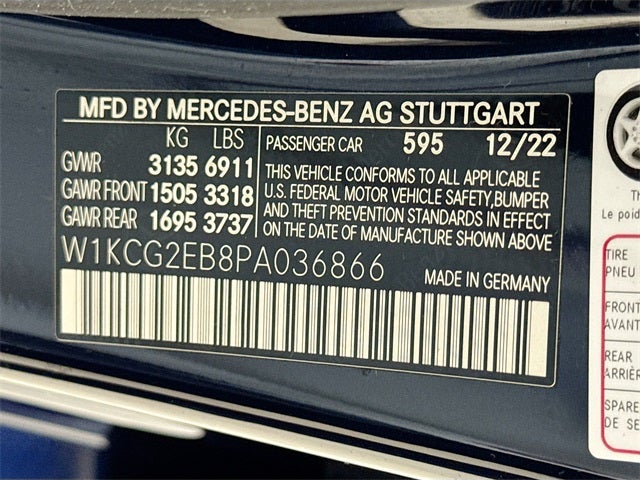 MFD BY MERCEDES-BENZ AG STUTTGART
KG LBS PASSENGER CAR 595 12/22
GVWR 3135 6911
GAWR FRONT 1505 3318
GAWR REAR 1695 3737
THIS VEHICLE CONFORMS TO ALL APPLICABLE
U.S. FEDERAL MOTOR VEHICLE SAFETY,BUMPER
AND THEFT PREVENTION STANDARDS IN EFFECT
ON THE DATE OF MANUFACTURE SHOWN ABOVE
W1KCG2EB8PA036866 MADE IN GERMANY
Le poid
TIRE
PNEU
FRONT
AVANT
REAR
ARRIÈR
SPARE
DE SE